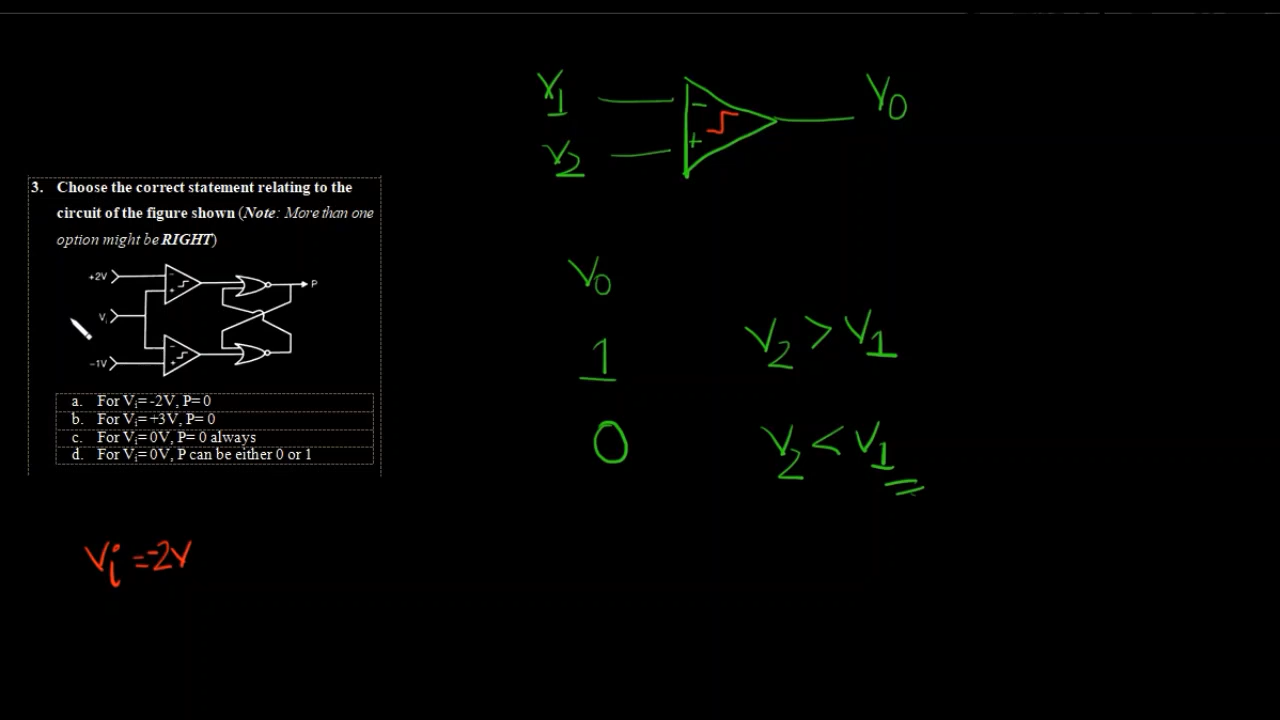 V1
V2
-
+
V0
3. Choose the correct statement relating to the
circuit of the figure shown (Note: More than one
option might be RIGHT)
+2V
-
+
P
Vi
-
+
-1V
a. For Vi= -2V, P= 0
b. For Vi= +3V, P= 0
c. For Vi= 0V, P= 0 always
d. For Vi= 0V, P can be either 0 or 1
V0
1 V2 > V1
0 V2 < V1
Vi = -2V